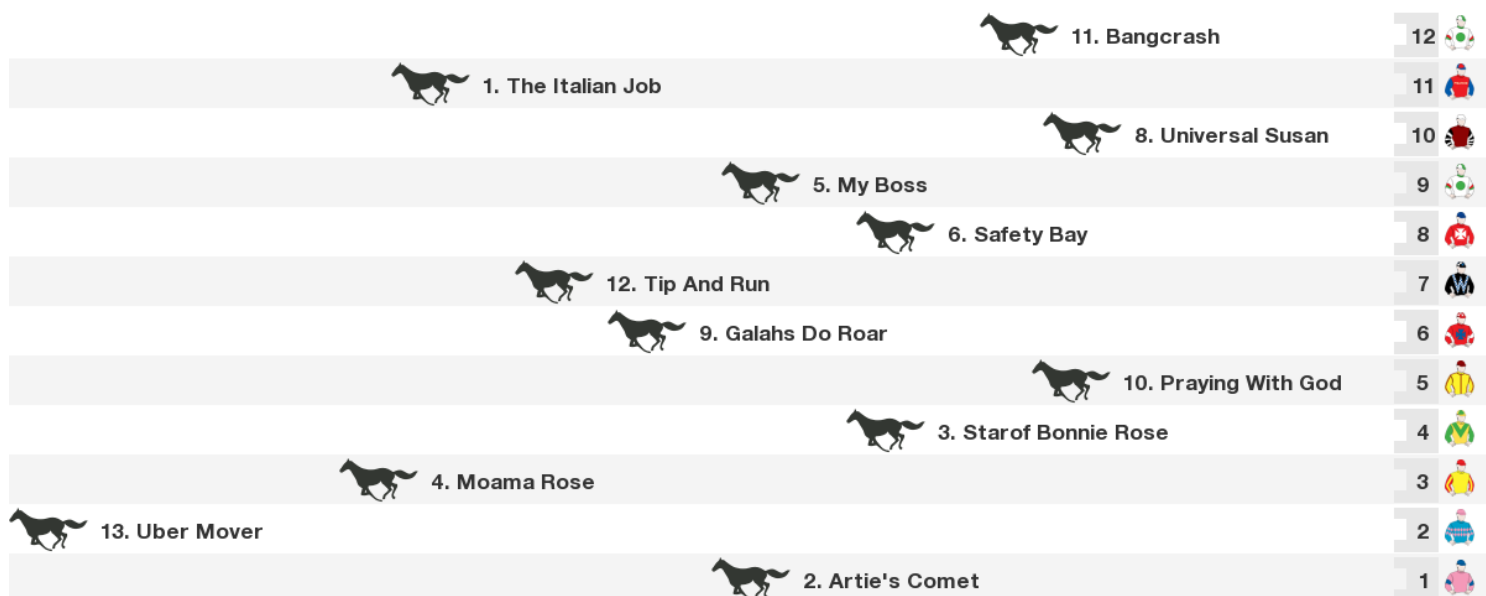 11. Bangcrash 12
1. The Italian Job 11
8. Universal Susan 10
5. My Boss 9
6. Safety Bay 8
12. Tip And Run 7
W
9. Galahs Do Roar 6
10. Praying With God 5
3. Starof Bonnie Rose 4
4. Moama Rose 3
13. Uber Mover 2
2. Artie's Comet 1